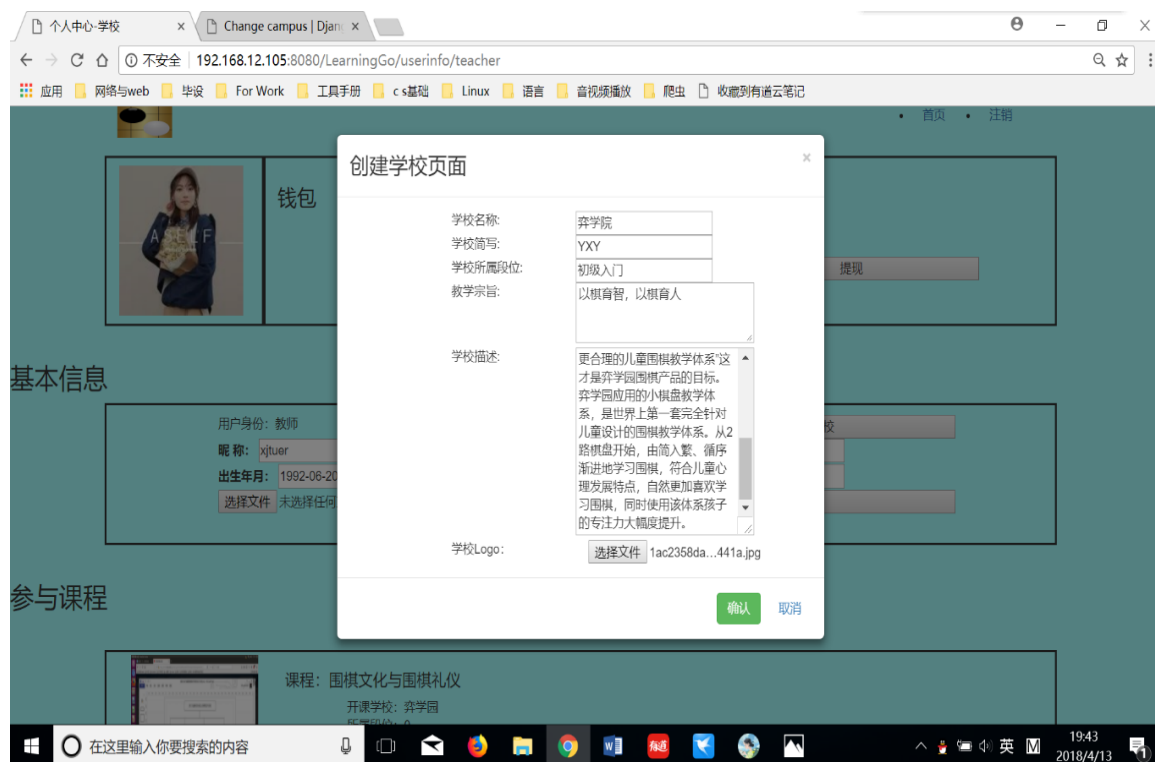 个人中心-学校
Change campus | Djan
不安全 192.168.12.105:8080/LearningGo/userinfo/teacher
应用 网络与web 毕设 For Work 工具手册 c s基础 Linux 语言 音视频播放 爬虫 收藏到有道云笔记
首页 注销
创建学校页面
钱包
ASELF
学校名称: 弈学院
学校简写: YXY
学校所属段位: 初级入门
提现
教学宗旨: 以棋育智，以棋育人
学校描述: 更合理的儿童围棋教学体系”这
才是弈学园围棋产品的目标。
弈学园应用的小棋盘教学体
系，是世界上第一套完全针对
儿童设计的围棋教学体系。从2
路棋盘开始，由简入繁、循序
渐进地学习围棋，符合儿童心
理发展特点，自然更加喜欢学
习围棋，同时使用该体系孩子
的专注力大幅度提升。
基本信息
用户身份: 教师
校
昵 称: xjtuer
出生年月: 1992-06-20
选择文件 未选择任何
学校Logo: 选择文件 1ac2358da...441a.jpg
确认 取消
参与课程
课程: 围棋文化与围棋礼仪
开课学校: 弈学园
在这里输入你要搜索的内容
英 M
19:43
2018/4/13